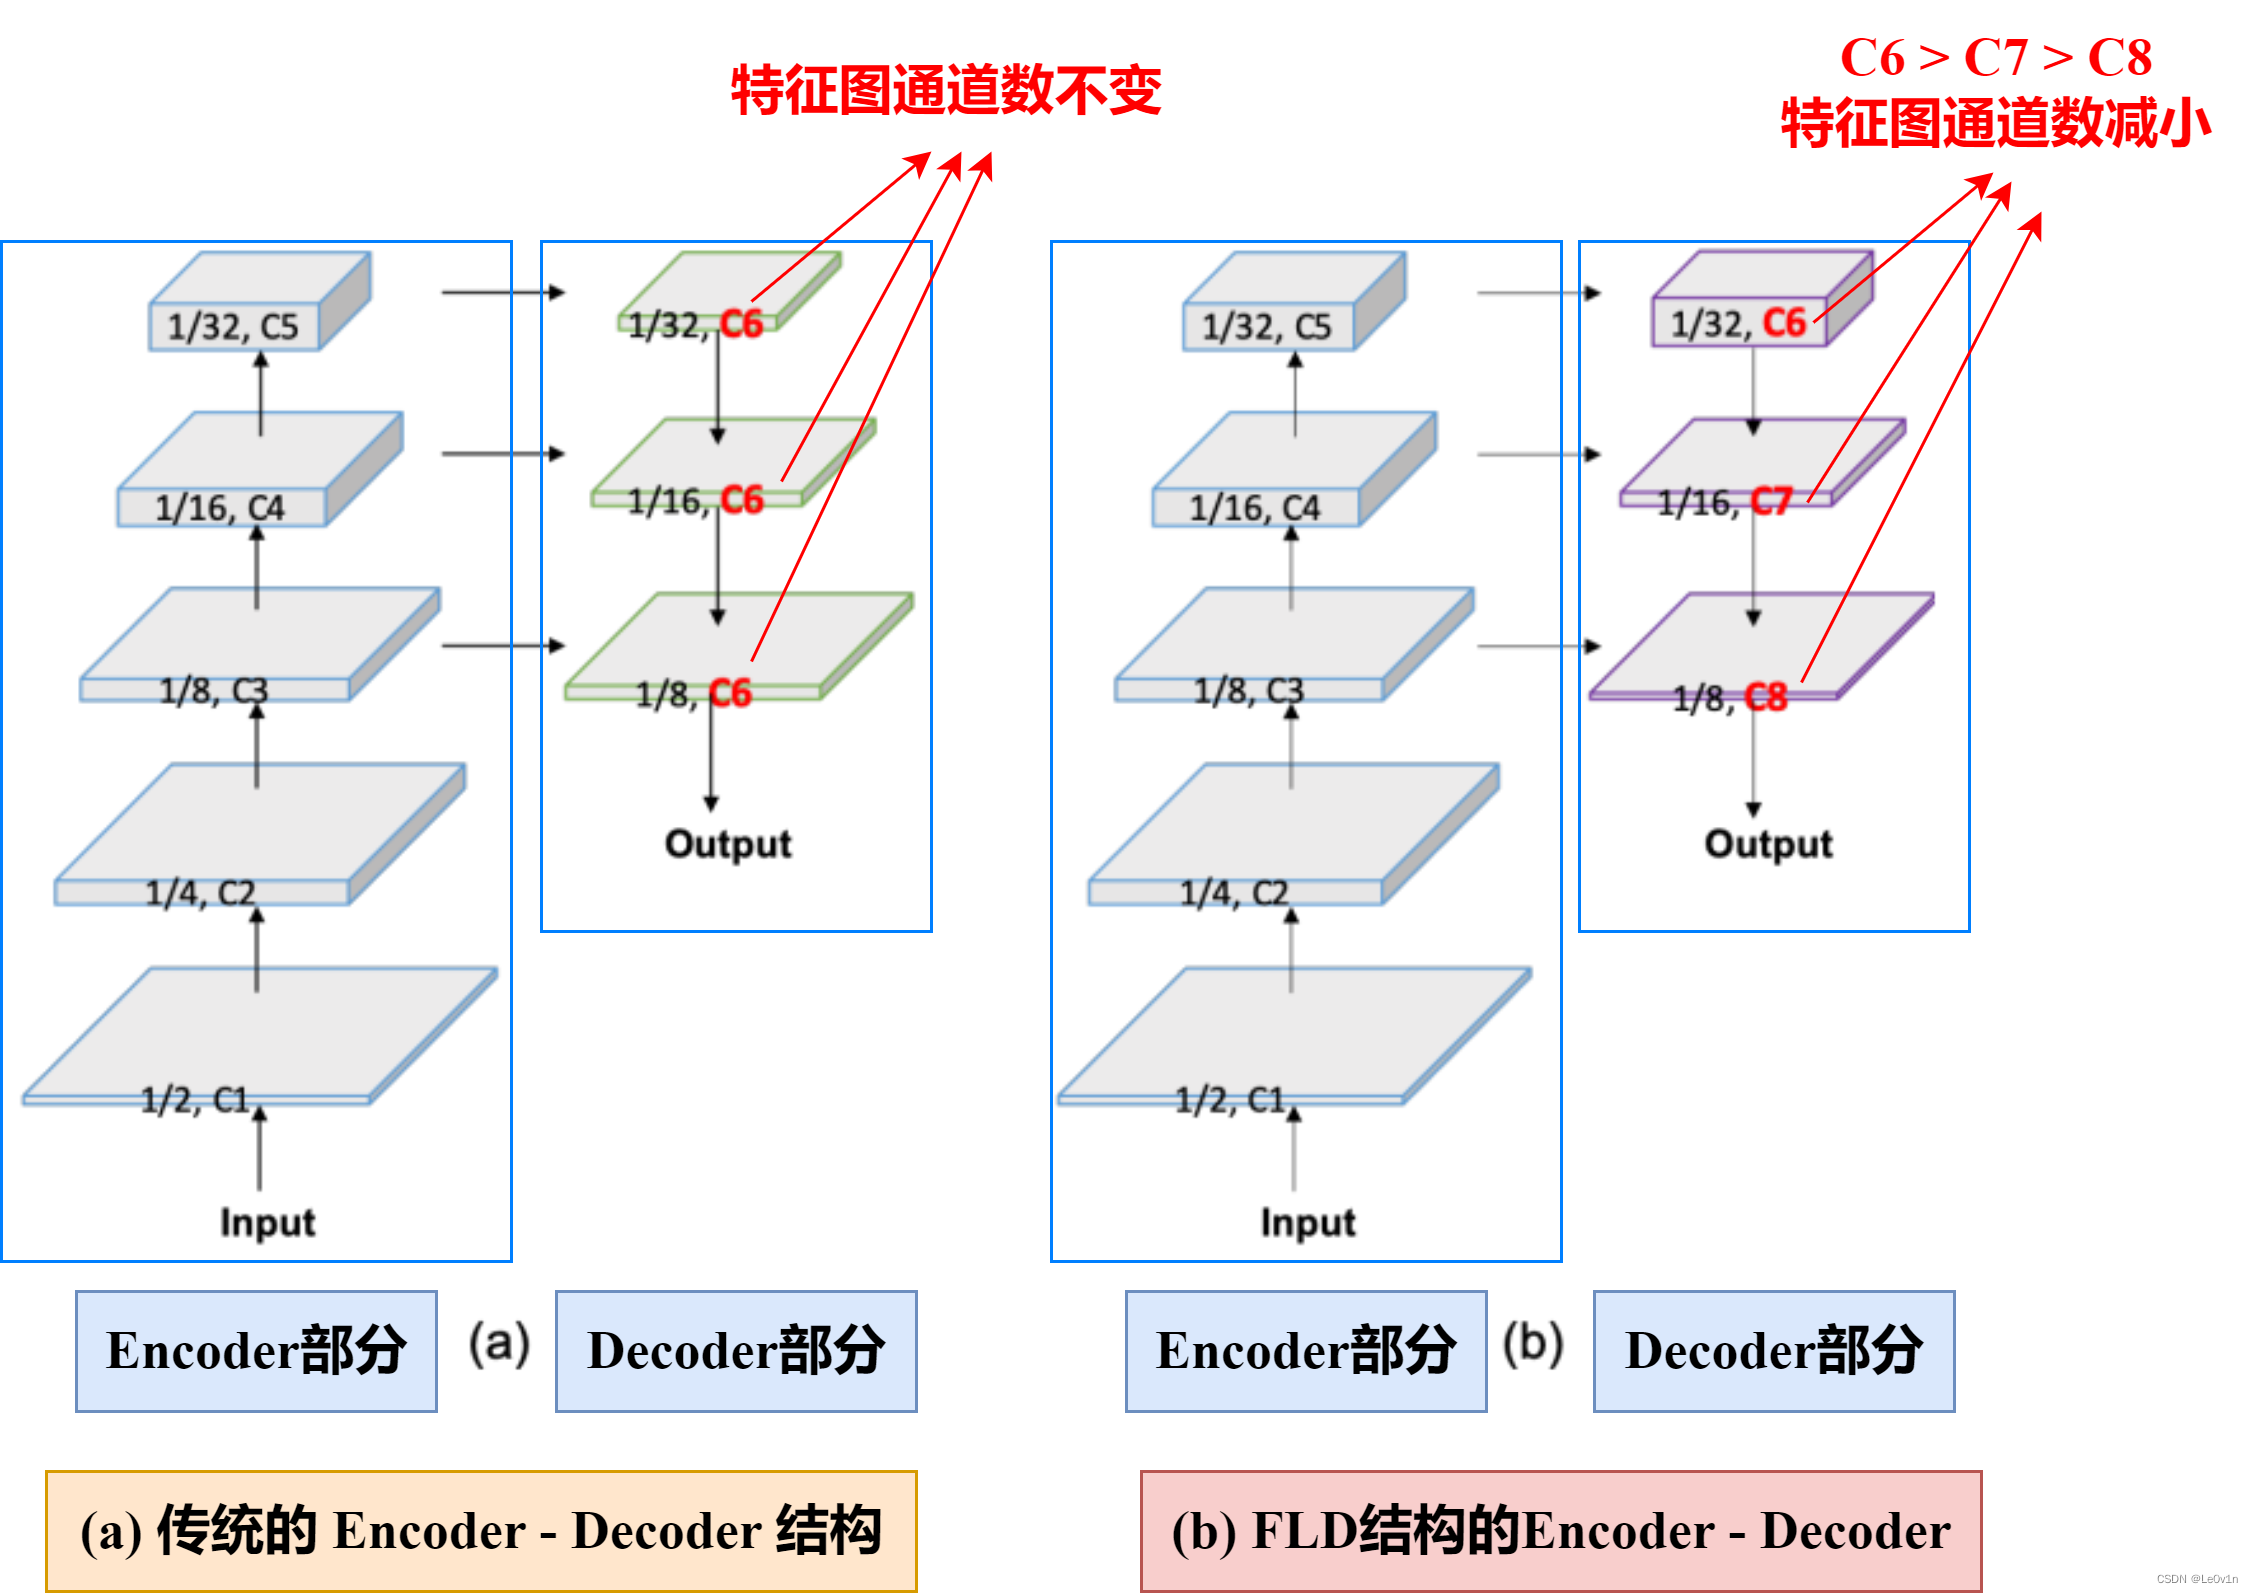 特征图通道数不变
C6 > C7 > C8
特征图通道数减小
1/32, C5
1/16, C4
1/8, C3
1/4, C2
1/2, C1
Input
1/32, C6
1/16, C6
1/8, C6
Output
1/32, C5
1/16, C4
1/8, C3
1/4, C2
1/2, C1
Input
1/32, C6
1/16, C7
1/8, C8
Output
Encoder部分
(a)
Decoder部分
Encoder部分
(b)
Decoder部分
(a) 传统的 Encoder - Decoder 结构
(b) FLD结构的Encoder - Decoder
CSDN @Le0v1n